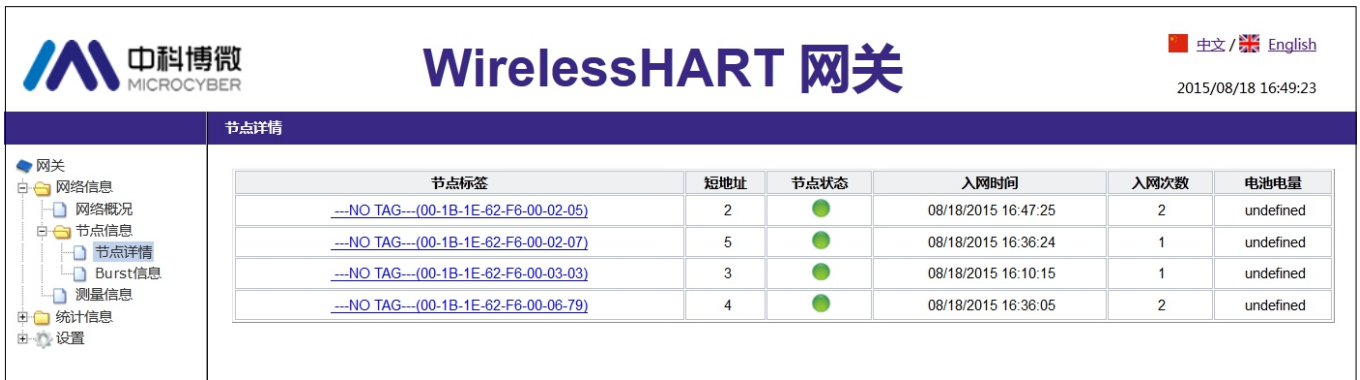 中科博微
MICROCYBER
WirelessHART 网关
中文 / English
2015/08/18 16:49:23
节点详情
网关
网络信息
网络概况
节点信息
节点详情
Burst信息
测量信息
统计信息
设置
节点标签 短地址 节点状态 入网时间 入网次数 电池电量
---NO TAG---(00-1B-1E-62-F6-00-02-05) 2 08/18/2015 16:47:25 2 undefined
---NO TAG---(00-1B-1E-62-F6-00-02-07) 5 08/18/2015 16:36:24 1 undefined
---NO TAG---(00-1B-1E-62-F6-00-03-03) 3 08/18/2015 16:10:15 1 undefined
---NO TAG---(00-1B-1E-62-F6-00-06-79) 4 08/18/2015 16:36:05 2 undefined